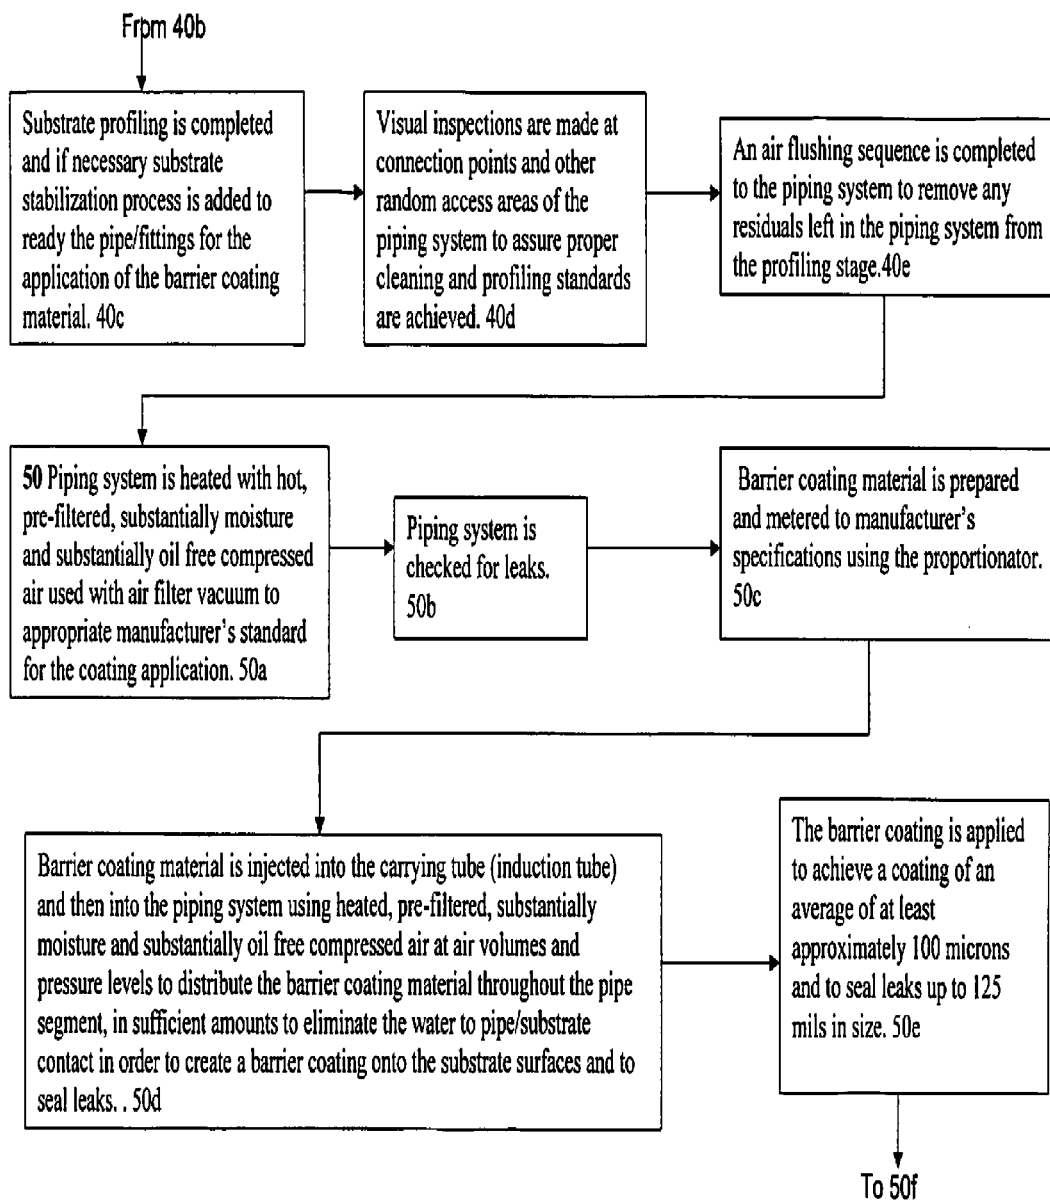 From 40b
Substrate profiling is completed
and if necessary substrate
stabilization process is added to
ready the pipe/fittings for the
application of the barrier coating
material. 40c
Visual inspections are made at
connection points and other
random access areas of the
piping system to assure proper
cleaning and profiling standards
are achieved. 40d
An air flushing sequence is completed
to the piping system to remove any
residuals left in the piping system from
the profiling stage.40e
50 Piping system is heated with hot,
pre-filtered, substantially moisture
and substantially oil free compressed
air used with air filter vacuum to
appropriate manufacturer's standard
for the coating application. 50a
Piping system is
checked for leaks.
50b
Barrier coating material is prepared
and metered to manufacturer's
specifications using the proportionator.
50c
Barrier coating material is injected into the carrying tube (induction tube)
and then into the piping system using heated, pre-filtered, substantially
moisture and substantially oil free compressed air at air volumes and
pressure levels to distribute the barrier coating material throughout the pipe
segment, in sufficient amounts to eliminate the water to pipe/substrate
contact in order to create a barrier coating onto the substrate surfaces and to
seal leaks. . 50d
The barrier coating is applied
to achieve a coating of an
average of at least
approximately 100 microns
and to seal leaks up to 125
mils in size. 50e
To 50f